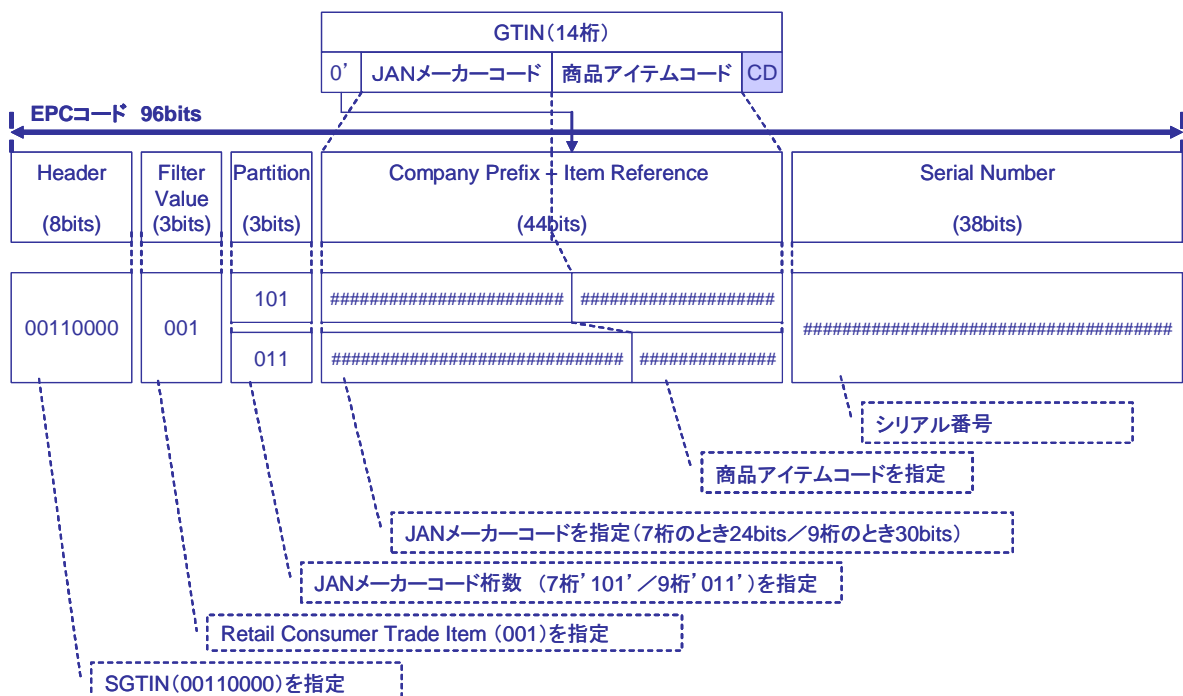 GTIN(14桁)
0' JANメーカーコード 商品アイテムコード CD
EPCコード 96bits
Header (8bits)
Filter Value (3bits)
Partition (3bits)
Company Prefix + Item Reference (44bits)
Serial Number (38bits)
00110000
001
101
######################## ####################
011
############################## ##############
######################################
シリアル番号
商品アイテムコードを指定
JANメーカーコードを指定(7桁のとき24bits/9桁のとき30bits)
JANメーカーコード桁数 (7桁'101'/9桁'011')を指定
Retail Consumer Trade Item (001)を指定
SGTIN(00110000)を指定